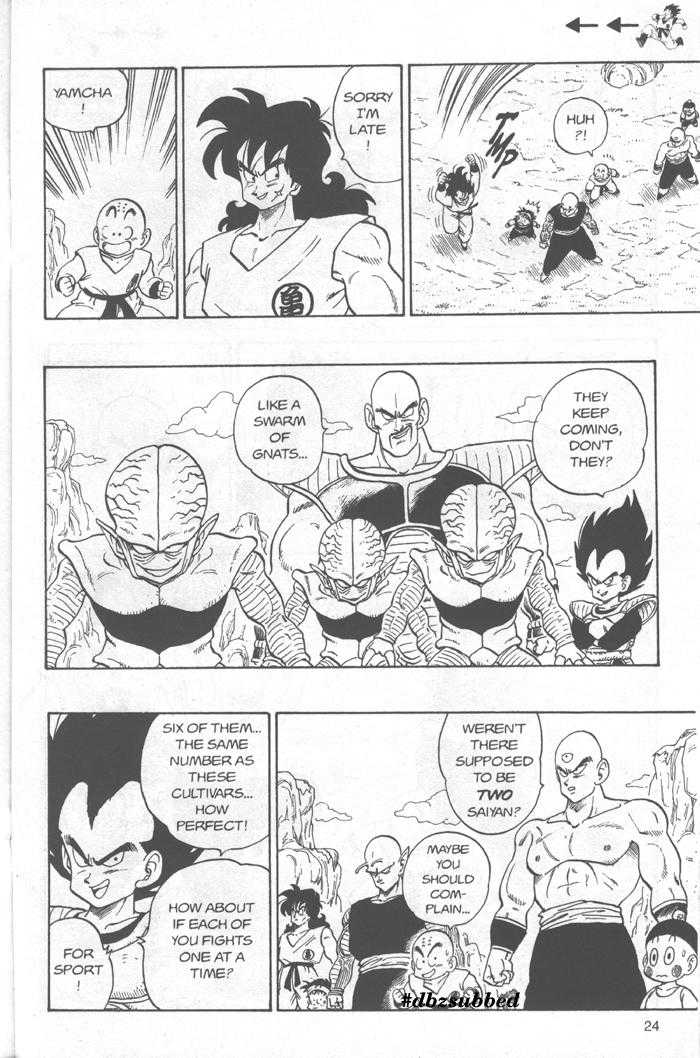 HUH
?!
TMP
SORRY
I'M
LATE
!
亀
YAMCHA
!
THEY
KEEP
COMING,
DON'T
THEY?
LIKE A
SWARM
OF
GNATS...
WEREN'T
THERE
SUPPOSED
TO BE
TWO
SAIYAN?
MAYBE
YOU
SHOULD
COM-
PLAIN...
SIX OF THEM...
THE SAME
NUMBER AS
THESE
CULTIVARS...
HOW
PERFECT!
HOW ABOUT
IF EACH OF
YOU FIGHTS
ONE AT A
TIME?
FOR
SPORT
!
#dbzsubbed
24